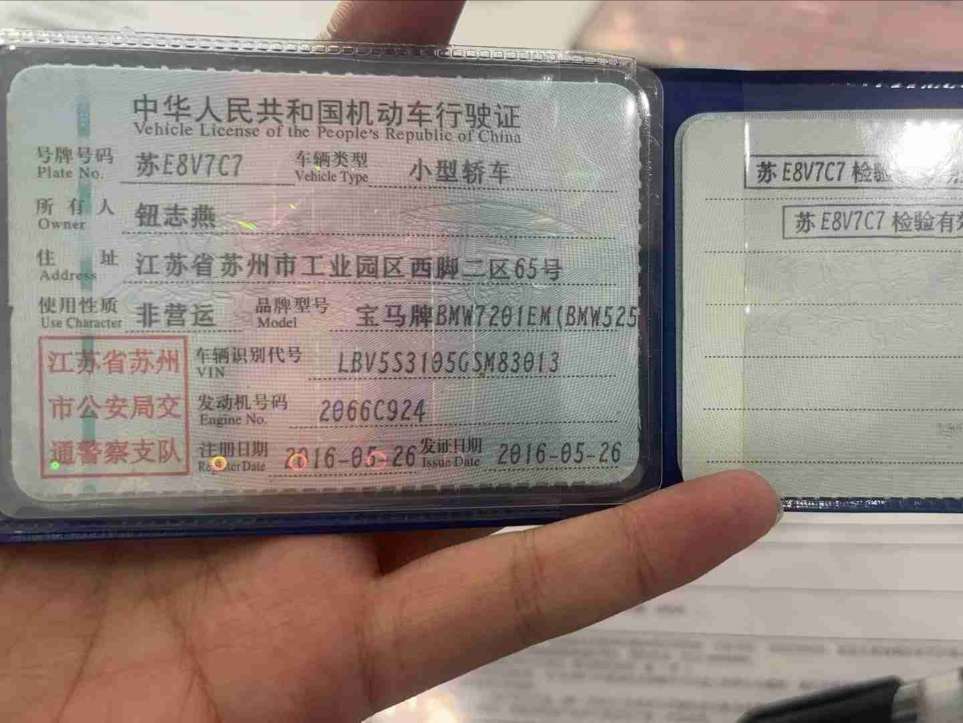 中华人民共和国机动车行驶证
Vehicle License of the People's Republic of China
号牌号码 苏E8V7C7 车辆类型 小型轿车
Plate No. Vehicle Type
所有人 钮志燕
Owner
住址 江苏省苏州市工业园区西脚二区65号
Address
使用性质 非营运 品牌型号 宝马牌BMW7201EM(BMW525
Use Character Model
江苏省苏州
市公安局交
通警察支队
车辆识别代号 LBV5S3105GSM83013
VIN
发动机号码 2066C924
Engine No.
注册日期 2016-05-26 发证日期 2016-05-26
Register Date Issue Date
苏E8V7C7 检验
苏E8V7C7 检验有效